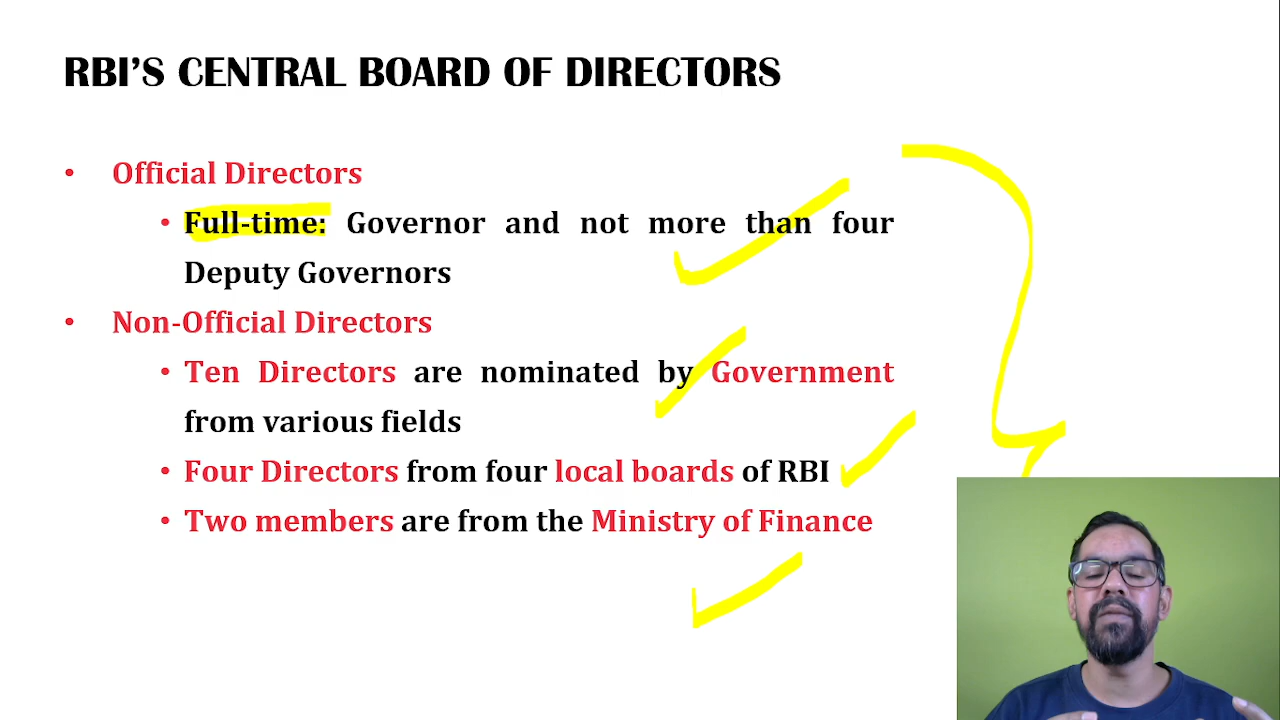 RBI'S CENTRAL BOARD OF DIRECTORS
• Official Directors
• Full-time: Governor and not more than four
Deputy Governors
• Non-Official Directors
• Ten Directors are nominated by Government
from various fields
• Four Directors from four local boards of RBI
• Two members are from the Ministry of Finance